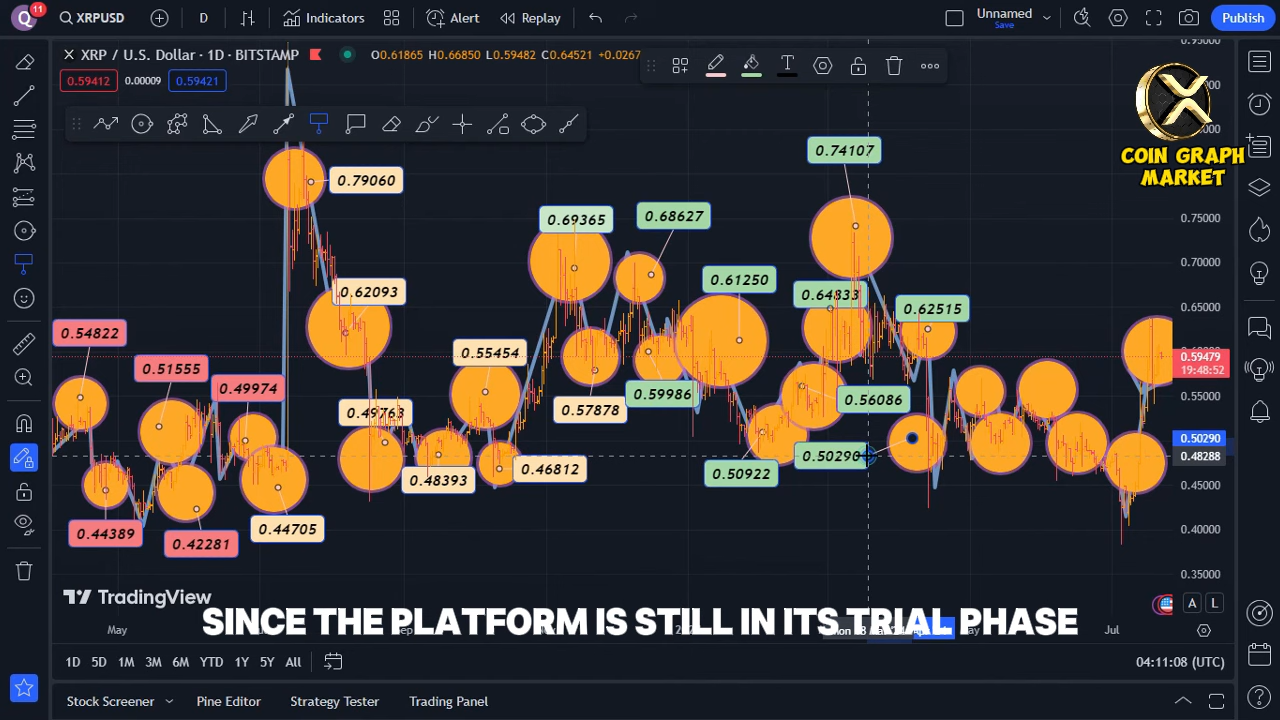 Q 11 XRPUSD D Indicators Alert Replay Unnamed Save Publish
XRP / U.S. Dollar · 1D · BITSTAMP O0.61865 H0.66850 L0.59482 C0.64521 +0.0267
0.59412 0.00009 0.59421
T
COIN GRAPH
MARKET
0.75000
0.70000
0.65000
0.59479
19:48:52
0.55000
0.50290
0.48288
0.45000
0.40000
0.35000
0.74107
0.79060
0.69365
0.68627
0.61250
0.62093
0.64833
0.62515
0.54822
0.51555
0.55454
0.49974
0.59986
0.56086
0.49763
0.57878
0.50290
0.46812
0.50922
0.48393
0.44389
0.44705
0.42281
TradingView
SINCE THE PLATFORM IS STILL IN ITS TRIAL PHASE
May Jul
A L
1D 5D 1M 3M 6M YTD 1Y 5Y All 04:11:08 (UTC)
Stock Screener Pine Editor Strategy Tester Trading Panel